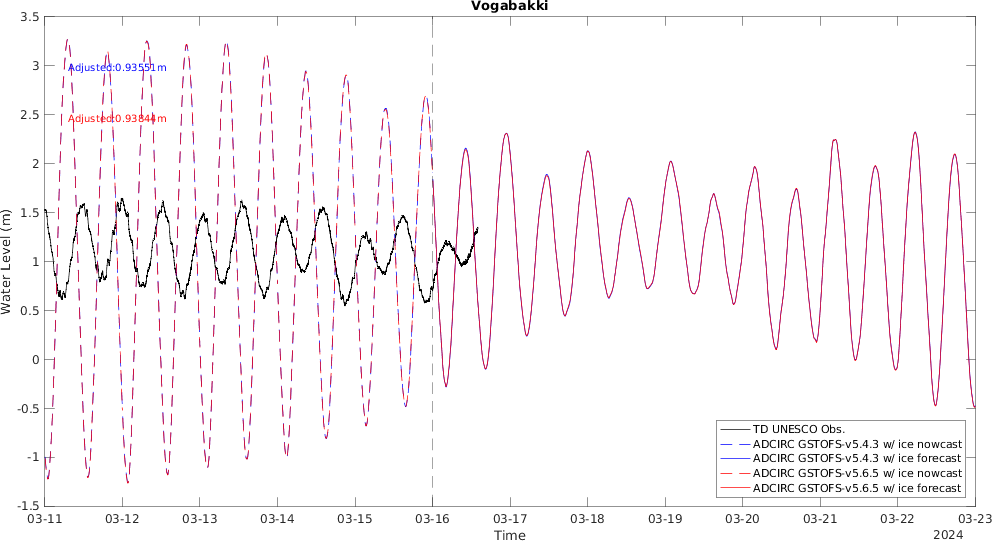 Vogabakki
3.5
3
2.5
2
1.5
1
0.5
0
-0.5
-1
-1.5
Water Level (m)
Adjusted:0.93551m
Adjusted:0.93844m
TD UNESCO Obs.
ADCIRC GSTOFS-v5.4.3 w/ ice nowcast
ADCIRC GSTOFS-v5.4.3 w/ ice forecast
ADCIRC GSTOFS-v5.6.5 w/ ice nowcast
ADCIRC GSTOFS-v5.6.5 w/ ice forecast
03-11 03-12 03-13 03-14 03-15 03-16 03-17 03-18 03-19 03-20 03-21 03-22 03-23
Time
2024